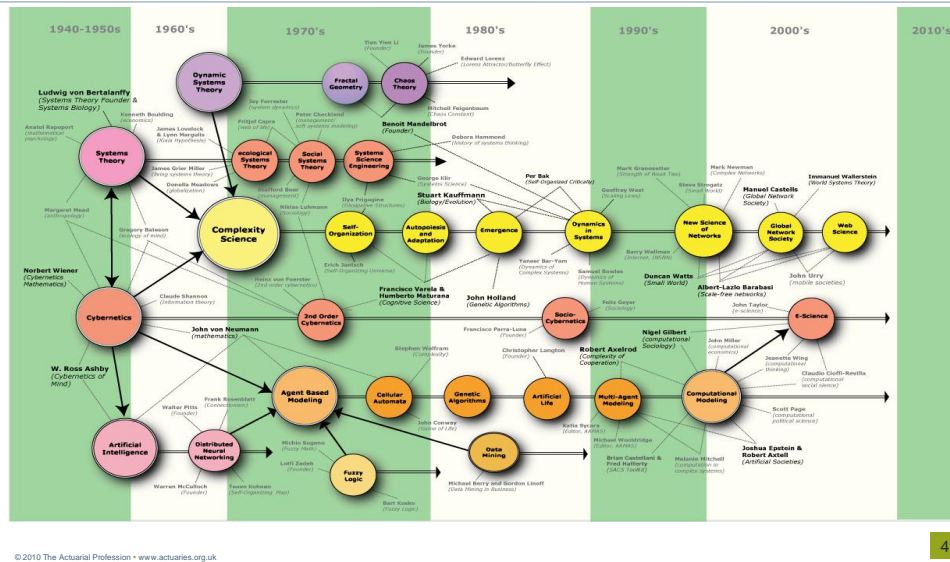 1940-1950s
1960's
1970's
1980's
1990's
2000's
2010's
Tien Yien Li
(Founder)
James Yorke
(Founder)
Edward Lorenz
(Lorenz Attractor/Butterfly Effect)
Dynamic
Systems
Theory
Fractal
Geometry
Chaos
Theory
Mitchell Feigenbaum
(Chaos Constant)
Benoit Mandelbrot
(Founder)
Ludwig von Bertalanffy
(Systems Theory Founder &
Systems Biology)
Kenneth Boulding
(economics)
Anatol Rapoport
(mathematical
psychology)
James Lovelock
& Lynn Margulis
(Gaia Hypothesis)
Jay Forrester
(system dynamics)
Fritjof Capra
(web of life)
Peter Checkland
(management/
soft systems modeling)
Debora Hammond
(history of systems thinking)
Systems
Theory
ecological
Systems
Theory
Social
Systems
Theory
Systems
Science
Engineering
James Grier Miller
(living systems theory)
Donella Meadows
(globalization)
Stafford Beer
(management)
Niklas Luhmann
(Sociology)
George Klir
(Systems Science)
Per Bak
(Self-Organized Critically)
Stuart Kauffmann
(Biology/Evolution)
Ilya Prigogine
(Dissipative Structures)
Geoffrey West
(Scaling Laws)
Mark Granovetter
(Strength of Weak Ties)
Steve Strogatz
(Small World)
Mark Newman
(Complex Networks)
Manuel Castells
(Global Network
Society)
Immanuel Wallerstein
(World Systems Theory)
Margaret Mead
(anthropology)
Gregory Bateson
(ecology of mind)
Complexity
Science
Self-
Organization
Autopoiesis
and
Adaptation
Emergence
Dynamics
in
Systems
New Science
of
Networks
Global
Network
Society
Web
Science
Erich Jantsch
(Self-Organizing Universe)
Yaneer Bar-Yam
(Dynamics of
Complex Systems)
Samuel Bowles
(Dynamics of
Human Systems)
Barry Wellman
(Internet, INSNA)
Duncan Watts
(Small World)
Albert-Lazlo Barabasi
(Scale-free networks)
John Urry
(mobile societies)
Norbert Wiener
(Cybernetics
Mathematics)
Heinz von Foerster
(2nd order cybernetics)
Francisco Varela &
Humberto Maturana
(Cognitive Science)
John Holland
(Genetic Algorithms)
Claude Shannon
(information theory)
Felix Geyer
(Sociology)
John Taylor
(e-science)
Cybernetics
2nd Order
Cybernetics
Socio-
Cybernetics
E-Science
John von Neumann
(mathematics)
Francisco Parra-Luna
(Founder)
Nigel Gilbert
(computational
Sociology)
John Miller
(computational
economics)
Stephen Wolfram
(Complexity)
Christopher Langton
(Founder)
Robert Axelrod
(Complexity of
Cooperation)
Jeanette Wing
(computational
thinking)
Claudio Cioffi-Revilla
(computational
social science)
W. Ross Ashby
(Cybernetics of
Mind)
Agent Based
Modeling
Cellular
Automata
Genetic
Algorithms
Artificial
Life
Multi-Agent
Modeling
Computational
Modeling
Frank Rosenblatt
(Connectionism)
Walter Pitts
(Founder)
John Conway
(Game of Life)
Katia Sycara
(Editor, AAMAS)
Michael Wooldridge
(Editor, AAMAS)
Scott Page
(computational
political science)
Artificial
Intelligence
Distributed
Neural
Networking
Michio Sugeno
(Fuzzy Math)
Lotfi Zadeh
(Founder)
Fuzzy
Logic
Data
Mining
Brian Castellani &
Fred Hafferty
(SACS Toolkit)
Melanie Mitchell
(computation in
complex systems)
Joshua Epstein &
Robert Axtell
(Artificial Societies)
Warren McCulloch
(Founder)
Teuvo Kohonen
(Self-Organizing Map)
Bart Kosko
(Fuzzy Logic)
Michael Berry and Gordon Linoff
(Data Mining in Business)
© 2010 The Actuarial Profession • www.actuaries.org.uk
4